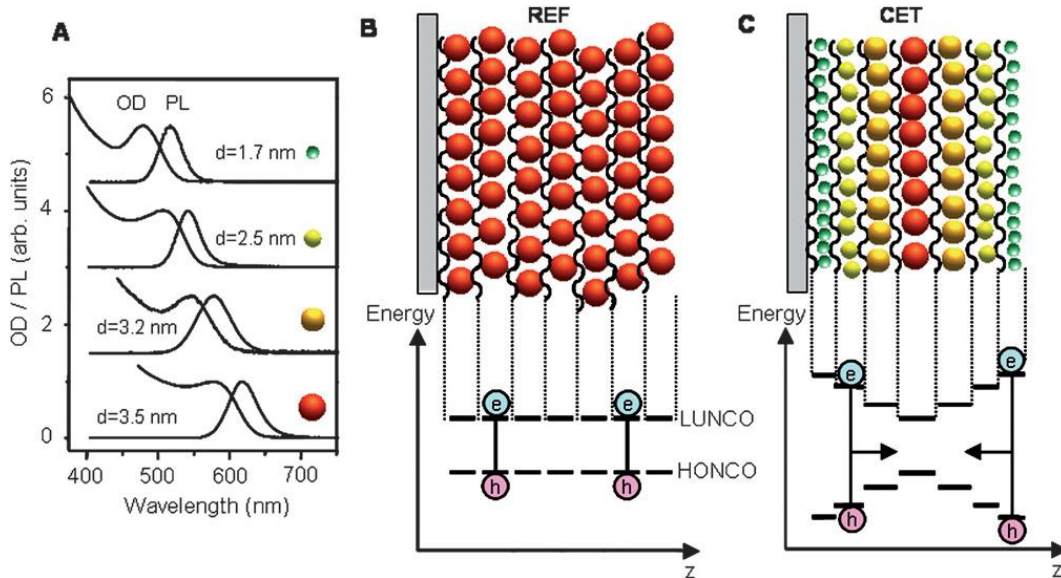 A
6
OD PL
d=1.7 nm
4
d=2.5 nm
OD / PL (arb. units)
2
d=3.2 nm
d=3.5 nm
0
400 500 600 700
Wavelength (nm)
B
REF
Energy
e e
LUNCO
HONCO
h h
z
C
CET
Energy
e e
h h
z